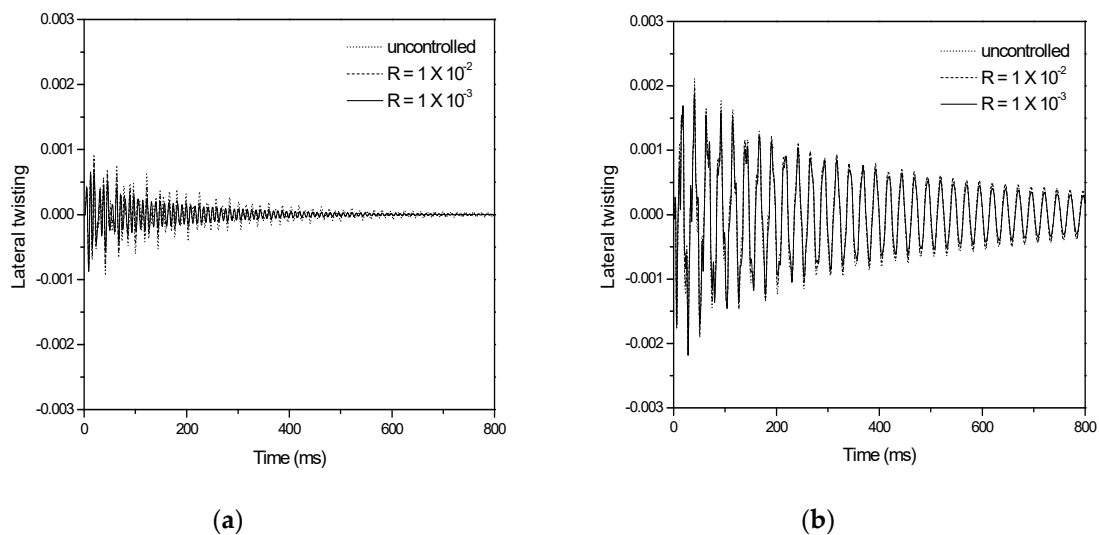 0.003
0.002
0.001
0.000
-0.001
-0.002
-0.003
Lateral twisting
uncontrolled
R = 1 X 10⁻²
R = 1 X 10⁻³
0 200 400 600 800
Time (ms)
(a)
0.003
0.002
0.001
0.000
-0.001
-0.002
-0.003
Lateral twisting
uncontrolled
R = 1 X 10⁻²
R = 1 X 10⁻³
0 200 400 600 800
Time (ms)
(b)